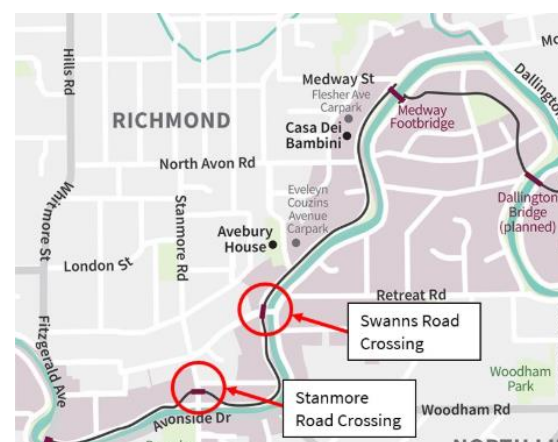 Hills Rd
Medway St
Flesher Ave
Carpark
RICHMOND
Casa Dei
Bambini
Medway
Footbridge
Dallington
North Avon Rd
Whitmore St
Stanmore Rd
Eveleyn
Couzins
Avenue
Carpark
Dallington
Bridge
(planned)
Avebury
House
London St
Retreat Rd
Fitzgerald Ave
Swanns Road
Crossing
Woodham
Park
Stanmore
Road Crossing
Avonside Dr
Woodham Rd